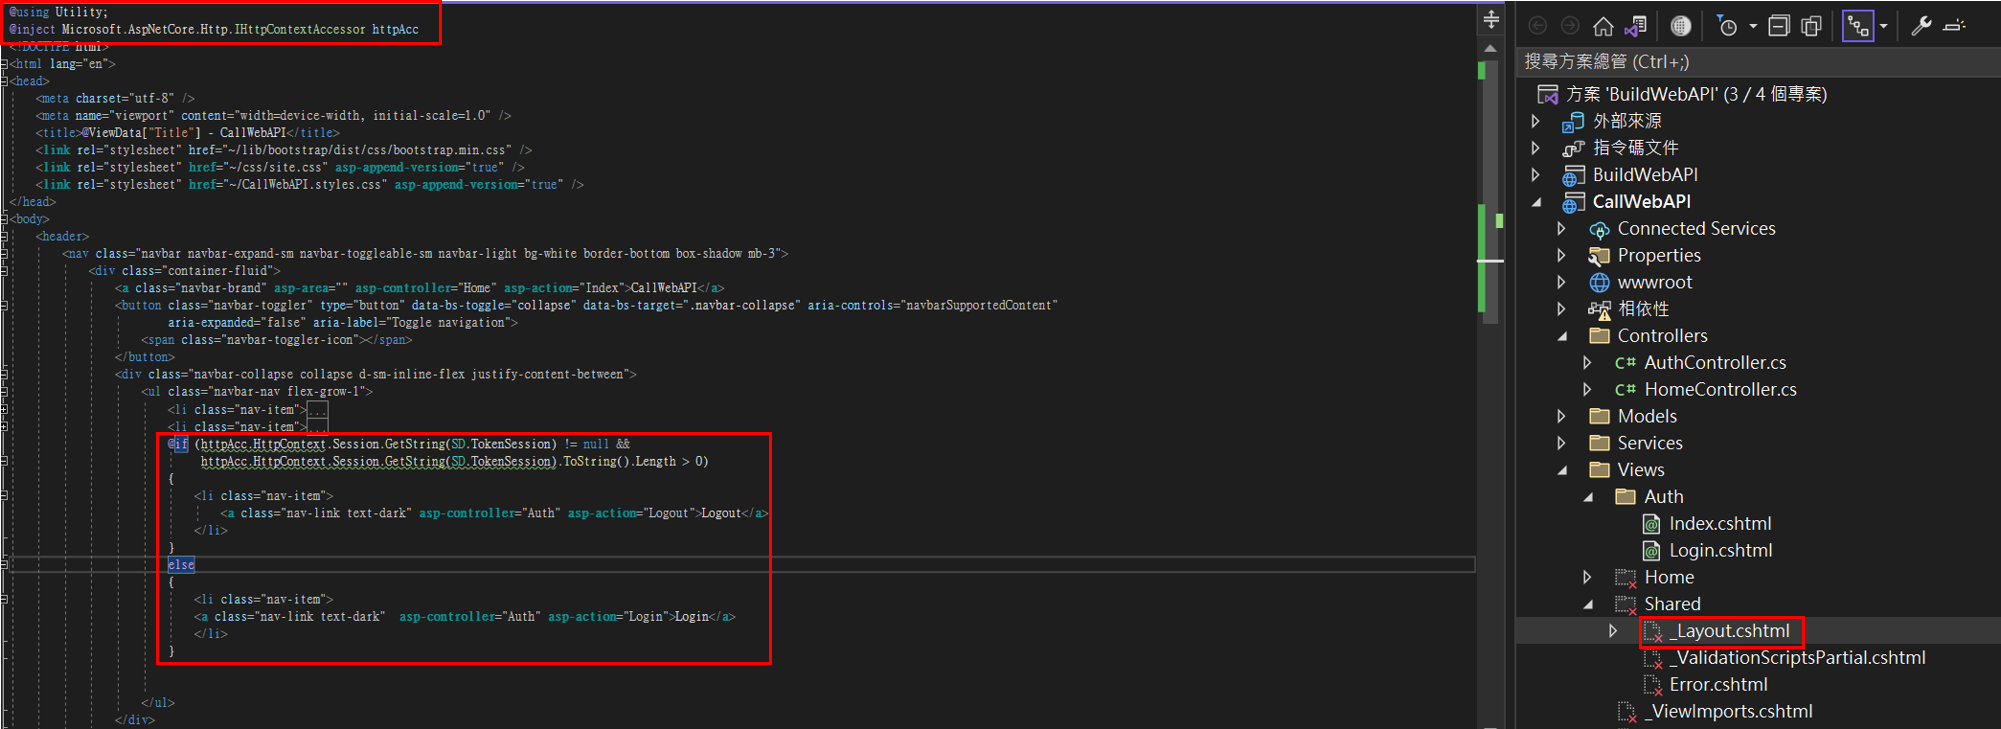 @using Utility;
@inject Microsoft.AspNetCore.Http.IHttpContextAccessor httpAcc
<!DOCTYPE html>
<html lang="en">
<head>
<meta charset="utf-8" />
<meta name="viewport" content="width=device-width, initial-scale=1.0" />
<title>@ViewData["Title"] - CallWebAPI</title>
<link rel="stylesheet" href="~/lib/bootstrap/dist/css/bootstrap.min.css" />
<link rel="stylesheet" href="~/css/site.css" asp-append-version="true" />
<link rel="stylesheet" href="~/CallWebAPI.styles.css" asp-append-version="true" />
</head>
<body>
<header>
<nav class="navbar navbar-expand-sm navbar-toggleable-sm navbar-light bg-white border-bottom box-shadow mb-3">
<div class="container-fluid">
<a class="navbar-brand" asp-area="" asp-controller="Home" asp-action="Index">CallWebAPI</a>
<button class="navbar-toggler" type="button" data-bs-toggle="collapse" data-bs-target=".navbar-collapse" aria-controls="navbarSupportedContent"
aria-expanded="false" aria-label="Toggle navigation">
<span class="navbar-toggler-icon"></span>
</button>
<div class="navbar-collapse collapse d-sm-inline-flex justify-content-between">
<ul class="navbar-nav flex-grow-1">
<li class="nav-item">...
<li class="nav-item">...
@if (httpAcc.HttpContext.Session.GetString(SD.TokenSession) != null &&
httpAcc.HttpContext.Session.GetString(SD.TokenSession).ToString().Length > 0)
{
<li class="nav-item">
<a class="nav-link text-dark" asp-controller="Auth" asp-action="Logout">Logout</a>
</li>
}
else
{
<li class="nav-item">
<a class="nav-link text-dark"  asp-controller="Auth" asp-action="Login">Login</a>
</li>
}
</ul>
</div>
搜尋方案總管 (Ctrl+;)
方案 'BuildWebAPI' (3 / 4 個專案)
外部來源
指令碼文件
BuildWebAPI
CallWebAPI
Connected Services
Properties
wwwroot
相依性
Controllers
C# AuthController.cs
C# HomeController.cs
Models
Services
Views
Auth
Index.cshtml
Login.cshtml
Home
Shared
_Layout.cshtml
_ValidationScriptsPartial.cshtml
Error.cshtml
_ViewImports.cshtml